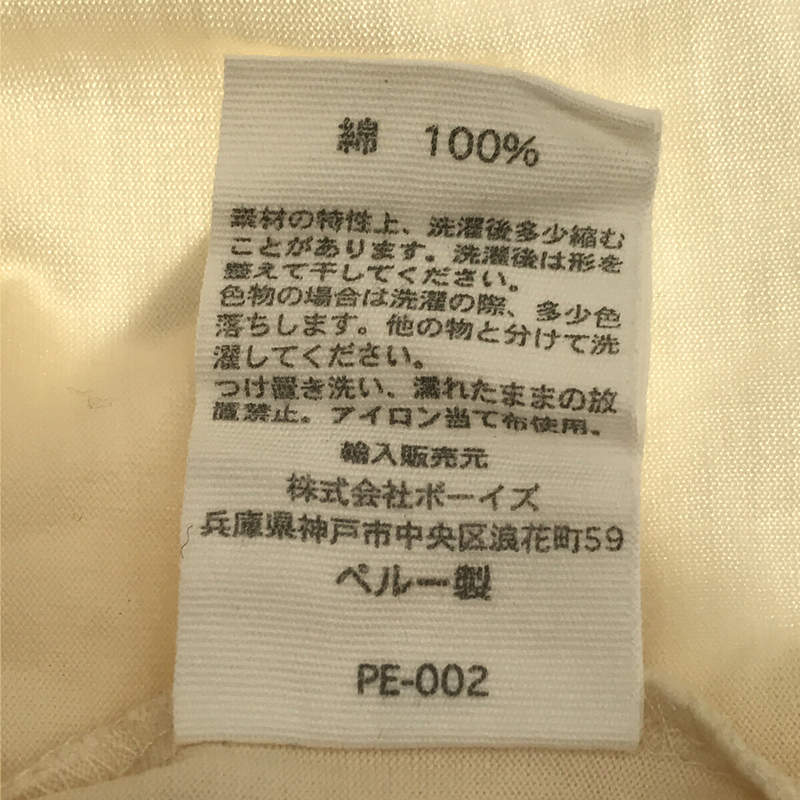 綿 100%
素材の特性上、洗濯後多少縮む
ことがあります。洗濯後は形を
整えて干してください。
色物の場合は洗濯の際、多少色
落ちします。他の物と分けて洗
濯してください。
つけ置き洗い、濡れたままの放
置禁止。アイロン当て布使用。
輸入販売元
株式会社ボーイズ
兵庫県神戸市中央区浪花町59
ペルー製
PE-002